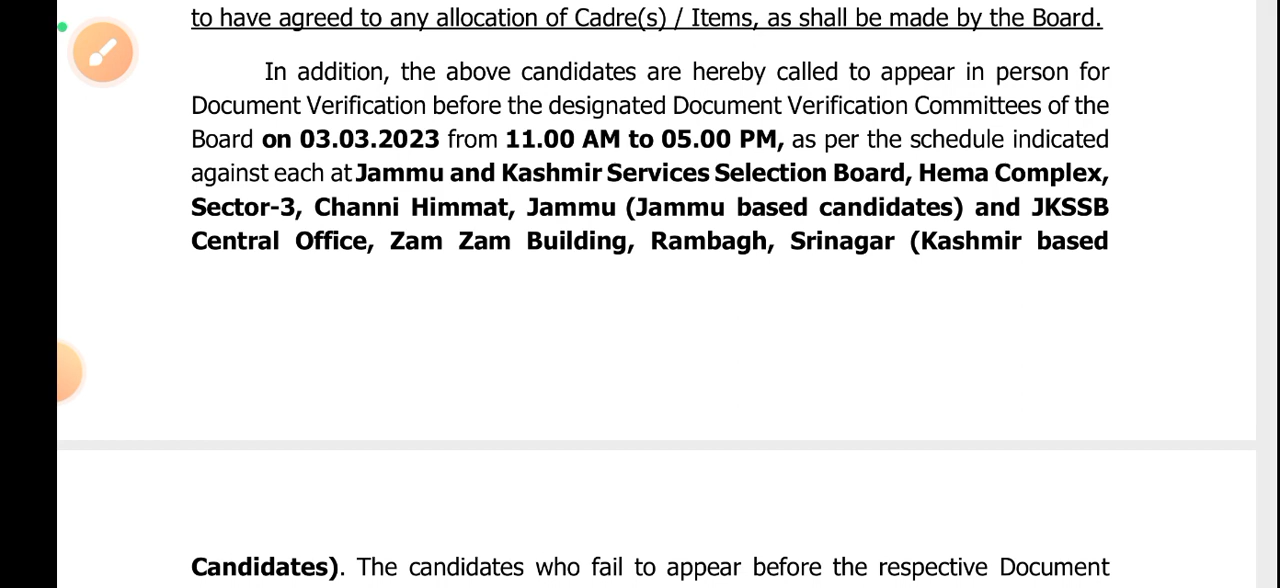 to have agreed to any allocation of Cadre(s) / Items, as shall be made by the Board.
In addition, the above candidates are hereby called to appear in person for
Document Verification before the designated Document Verification Committees of the
Board on 03.03.2023 from 11.00 AM to 05.00 PM, as per the schedule indicated
against each at Jammu and Kashmir Services Selection Board, Hema Complex,
Sector-3, Channi Himmat, Jammu (Jammu based candidates) and JKSSB
Central Office, Zam Zam Building, Rambagh, Srinagar (Kashmir based
Candidates). The candidates who fail to appear before the respective Document